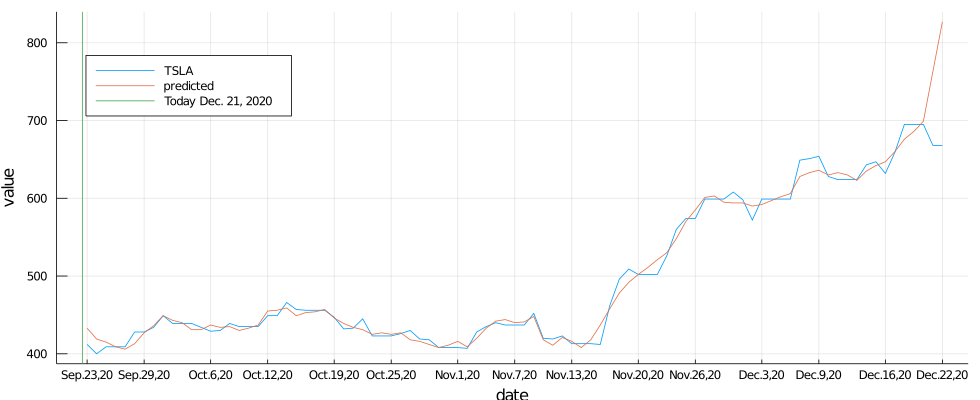 value
800
700
600
500
400
TSLA
predicted
Today Dec. 21, 2020
Sep.23,20 Sep.29,20 Oct.6,20 Oct.12,20 Oct.19,20 Oct.25,20 Nov.1,20 Nov.7,20 Nov.13,20 Nov.20,20 Nov.26,20 Dec.3,20 Dec.9,20 Dec.16,20 Dec.22,20
date